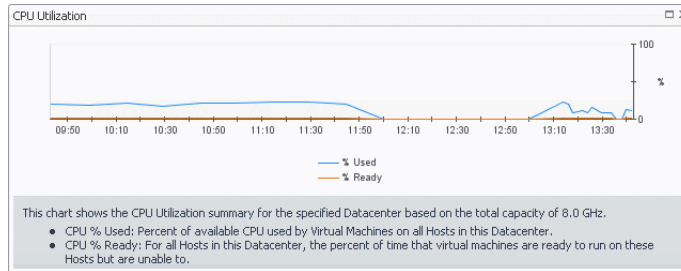 CPU Utilization
100
%
0
09:50 10:10 10:30 10:50 11:10 11:30 11:50 12:10 12:30 12:50 13:10 13:30
% Used
% Ready
This chart shows the CPU Utilization summary for the specified Datacenter based on the total capacity of 8.0 GHz.
● CPU % Used: Percent of available CPU used by Virtual Machines on all Hosts in this Datacenter.
● CPU % Ready: For all Hosts in this Datacenter, the percent of time that virtual machines are ready to run on these
Hosts but are unable to.